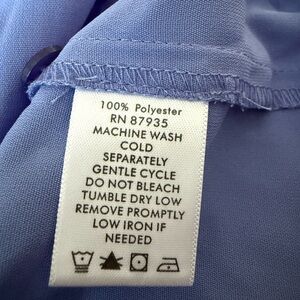 100% Polyester
RN 87935
MACHINE WASH
COLD
SEPARATELY
GENTLE CYCLE
DO NOT BLEACH
TUMBLE DRY LOW
REMOVE PROMPTLY
LOW IRON IF
NEEDED